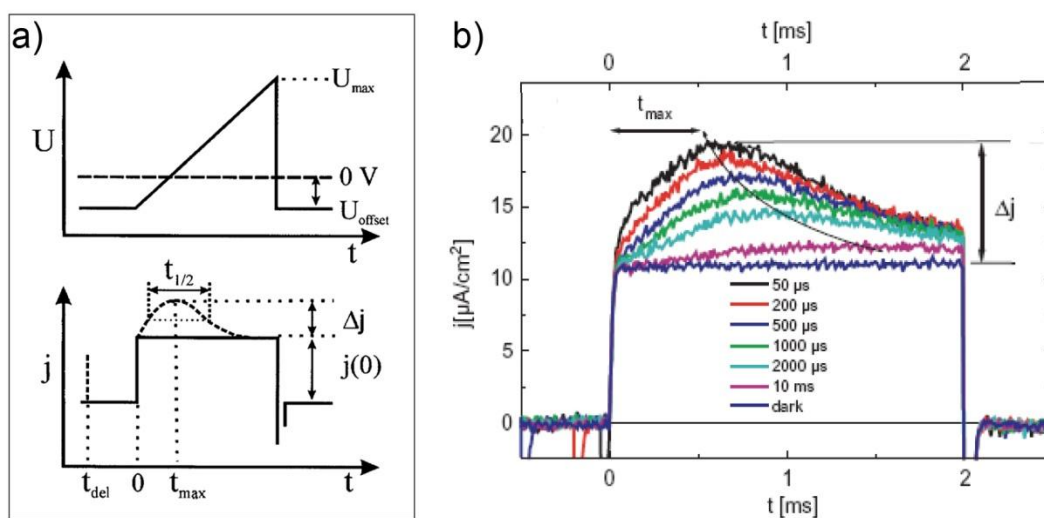 a)
U
U_max
0 V
U_offset
t
t_1/2
j
Δj
j(0)
t_del
0
t_max
t
b)
t [ms]
0
1
2
t_max
Δj
20
15
10
5
0
j[µA/cm²]
50 µs
200 µs
500 µs
1000 µs
2000 µs
10 ms
dark
0
1
2
t [ms]